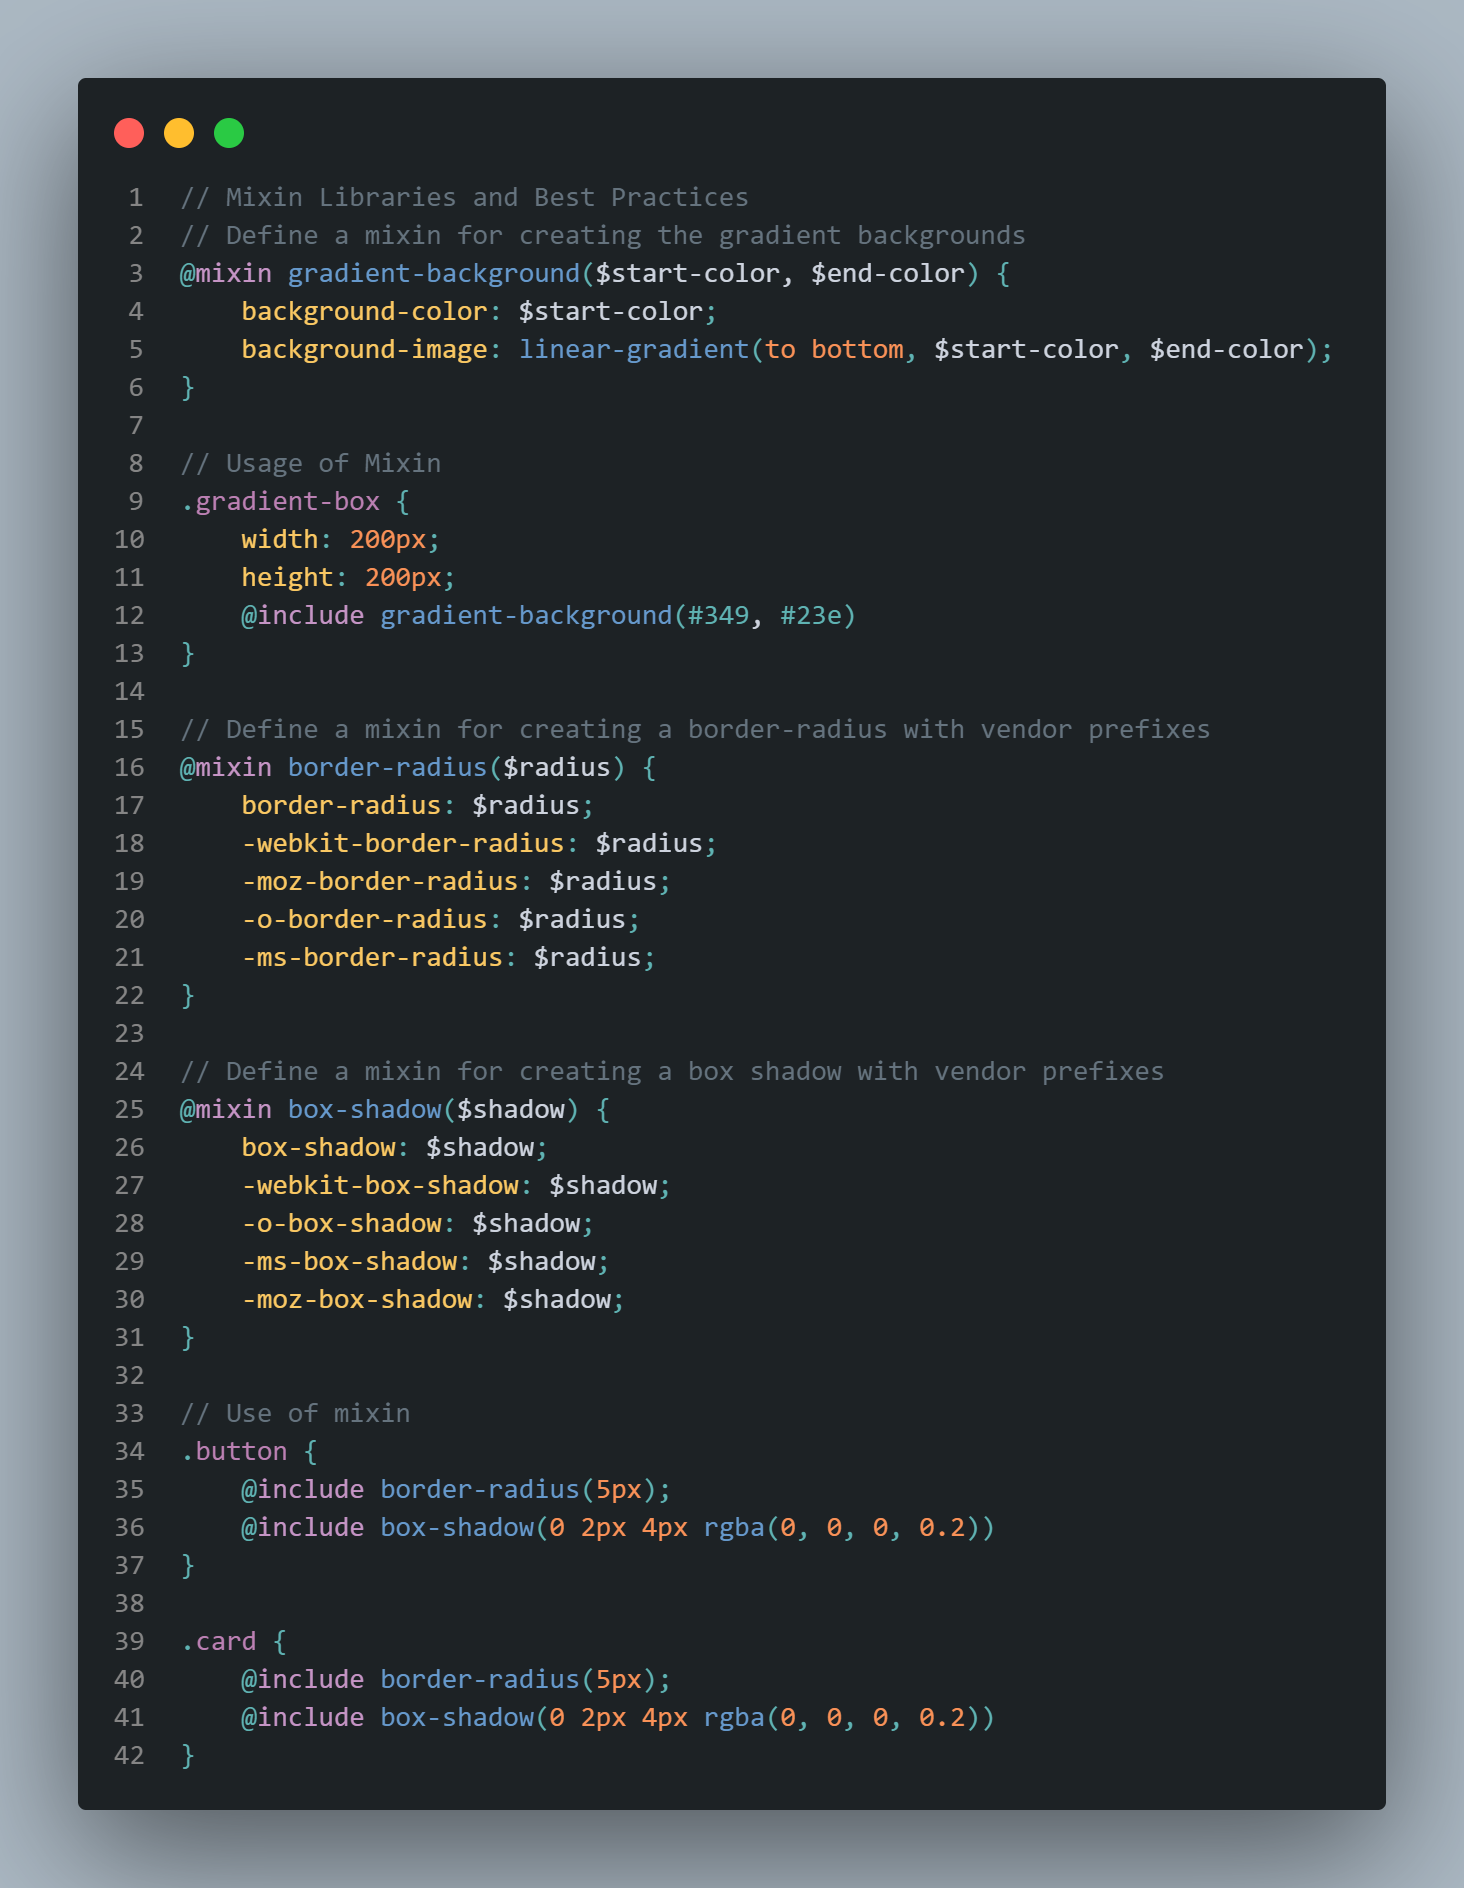 1 // Mixin Libraries and Best Practices
2 // Define a mixin for creating the gradient backgrounds
3 @mixin gradient-background($start-color, $end-color) {
4     background-color: $start-color;
5     background-image: linear-gradient(to bottom, $start-color, $end-color);
6 }
7
8 // Usage of Mixin
9 .gradient-box {
10     width: 200px;
11     height: 200px;
12     @include gradient-background(#349, #23e)
13 }
14
15 // Define a mixin for creating a border-radius with vendor prefixes
16 @mixin border-radius($radius) {
17     border-radius: $radius;
18     -webkit-border-radius: $radius;
19     -moz-border-radius: $radius;
20     -o-border-radius: $radius;
21     -ms-border-radius: $radius;
22 }
23
24 // Define a mixin for creating a box shadow with vendor prefixes
25 @mixin box-shadow($shadow) {
26     box-shadow: $shadow;
27     -webkit-box-shadow: $shadow;
28     -o-box-shadow: $shadow;
29     -ms-box-shadow: $shadow;
30     -moz-box-shadow: $shadow;
31 }
32
33 // Use of mixin
34 .button {
35     @include border-radius(5px);
36     @include box-shadow(0 2px 4px rgba(0, 0, 0, 0.2))
37 }
38
39 .card {
40     @include border-radius(5px);
41     @include box-shadow(0 2px 4px rgba(0, 0, 0, 0.2))
42 }